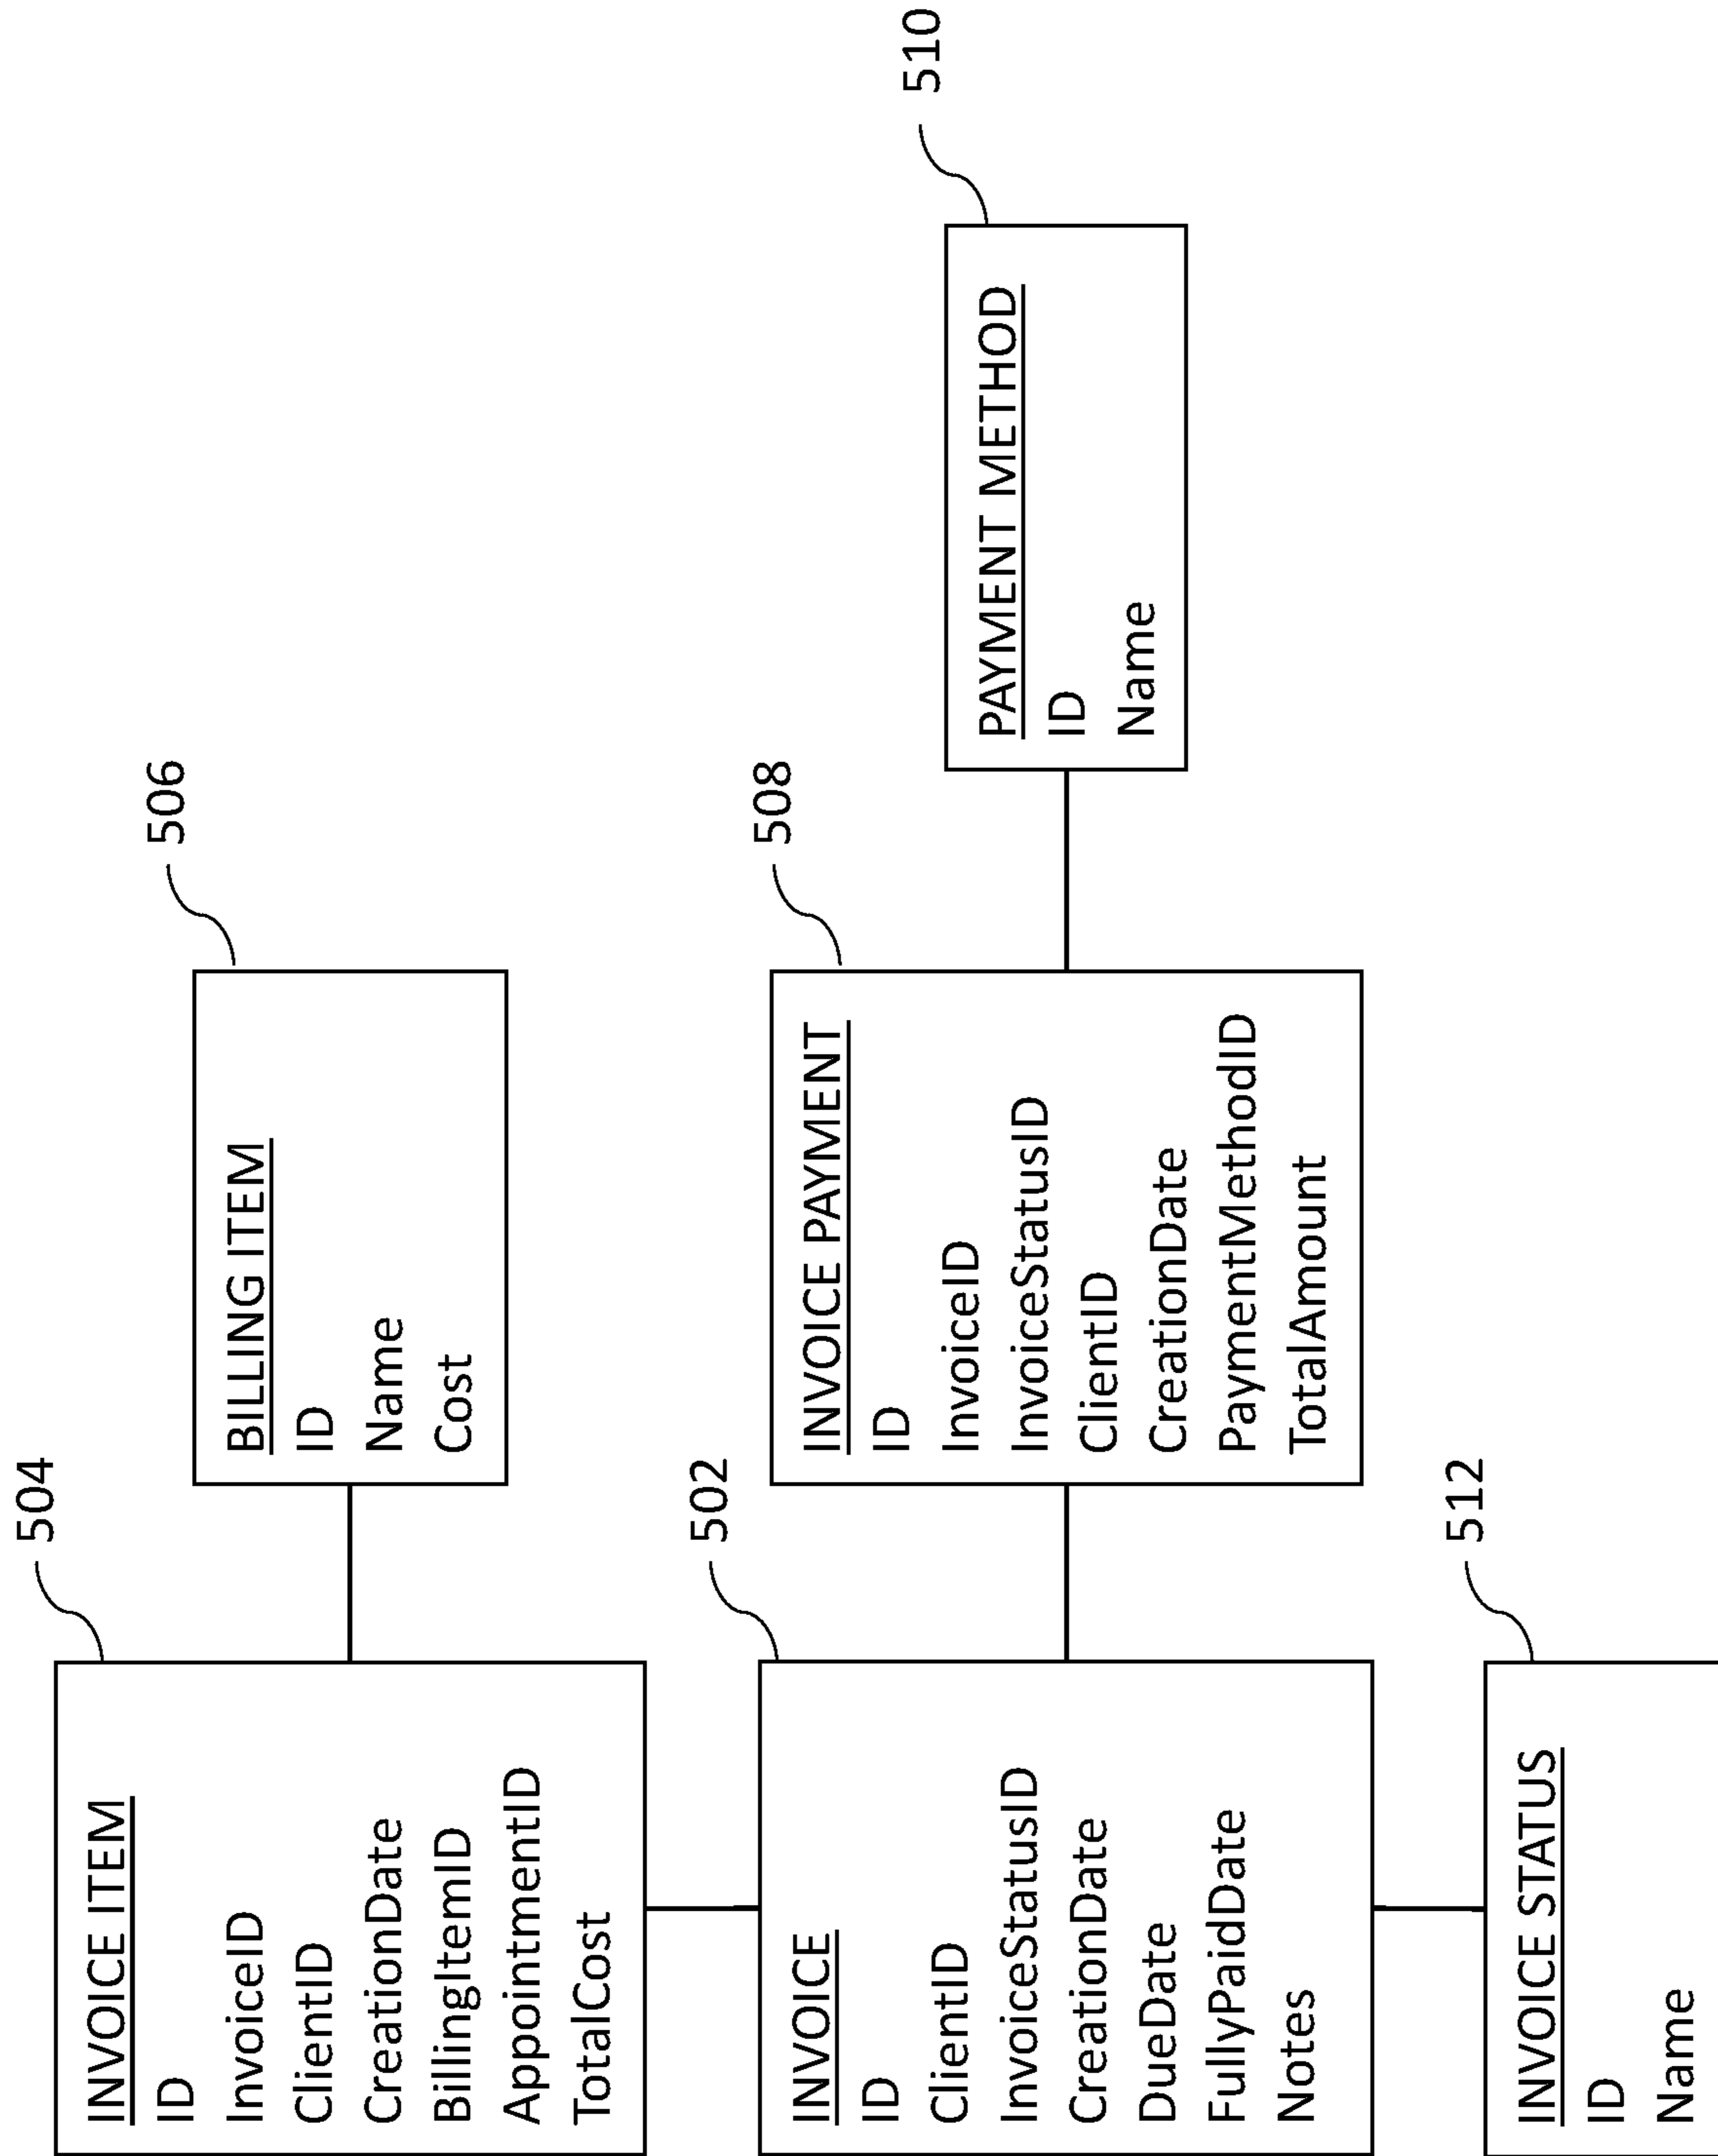 504
INVOICE ITEM
ID
InvoiceID
ClientID
CreationDate
BillingItemID
AppointmentID
TotalCost
506
BILLING ITEM
ID
Name
Cost
502
INVOICE
ID
ClientID
InvoiceStatusID
CreationDate
DueDate
FullyPaidDate
Notes
508
INVOICE PAYMENT
ID
InvoiceID
InvoiceStatusID
ClientID
CreationDate
PaymentMethodID
TotalAmount
510
PAYMENT METHOD
ID
Name
512
INVOICE STATUS
ID
Name